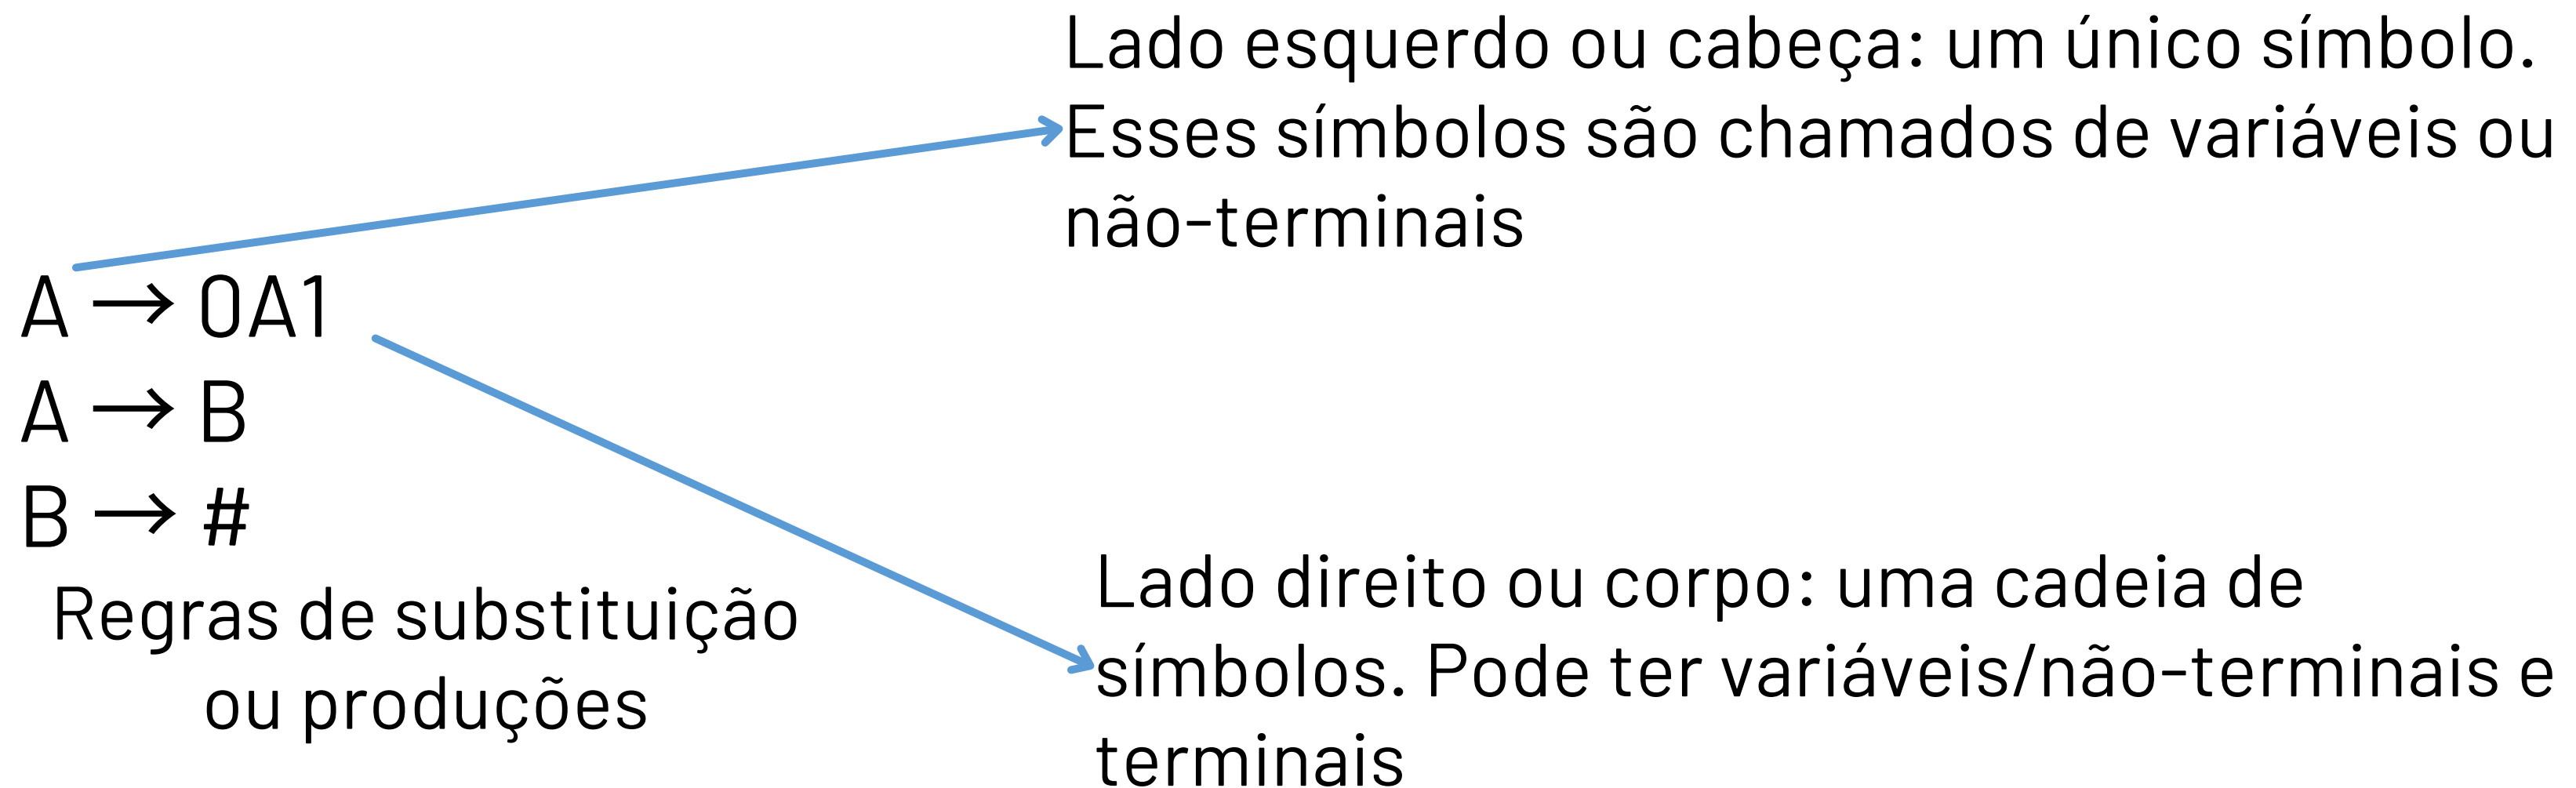 Lado esquerdo ou cabeça: um único símbolo.
Esses símbolos são chamados de variáveis ou
não-terminais
A → 0A1
A → B
B → #
Regras de substituição
ou produções
Lado direito ou corpo: uma cadeia de
símbolos. Pode ter variáveis/não-terminais e
terminais